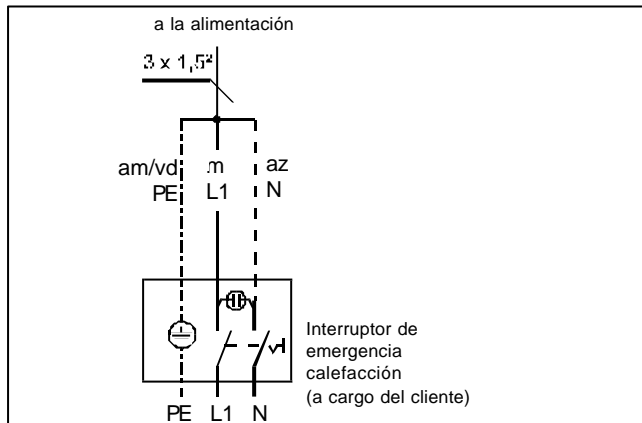 a la alimentación
3 x 1,5²
am/vd m az
PE L1 N
Interruptor de
emergencia
calefacción
(a cargo del cliente)
PE L1 N